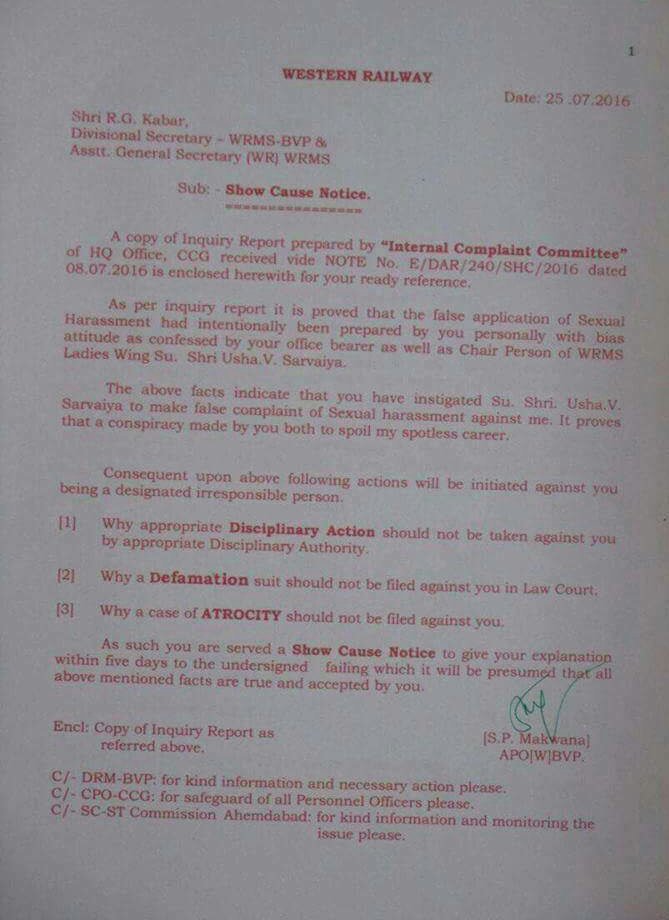 1
WESTERN RAILWAY
Date: 25 .07.2016
Shri R.G. Kabar,
Divisional Secretary – WRMS-BVP &
Asstt. General Secretary (WR) WRMS
Sub: - Show Cause Notice.
================
A copy of Inquiry Report prepared by “Internal Complaint Committee”
of HQ Office, CCG received vide NOTE No. E/DAR/240/SHC/2016 dated
08.07.2016 is enclosed herewith for your ready reference.
As per inquiry report it is proved that the false application of Sexual
Harassment had intentionally been prepared by you personally with bias
attitude as confessed by your office bearer as well as Chair Person of WRMS
Ladies Wing Su. Shri Usha.V. Sarvaiya.
The above facts indicate that you have instigated Su. Shri. Usha.V.
Sarvaiya to make false complaint of Sexual harassment against me. It proves
that a conspiracy made by you both to spoil my spotless career.
Consequent upon above following actions will be initiated against you
being a designated irresponsible person.
[1] Why appropriate Disciplinary Action should not be taken against you
by appropriate Disciplinary Authority.
[2] Why a Defamation suit should not be filed against you in Law Court.
[3] Why a case of ATROCITY should not be filed against you.
As such you are served a Show Cause Notice to give your explanation
within five days to the undersigned failing which it will be presumed that all
above mentioned facts are true and accepted by you.
Encl: Copy of Inquiry Report as
referred above.
[S.P. Makwana]
APO[W]BVP.
C/- DRM-BVP: for kind information and necessary action please.
C/- CPO-CCG: for safeguard of all Personnel Officers please.
C/- SC-ST Commission Ahemdabad: for kind information and monitoring the
issue please.